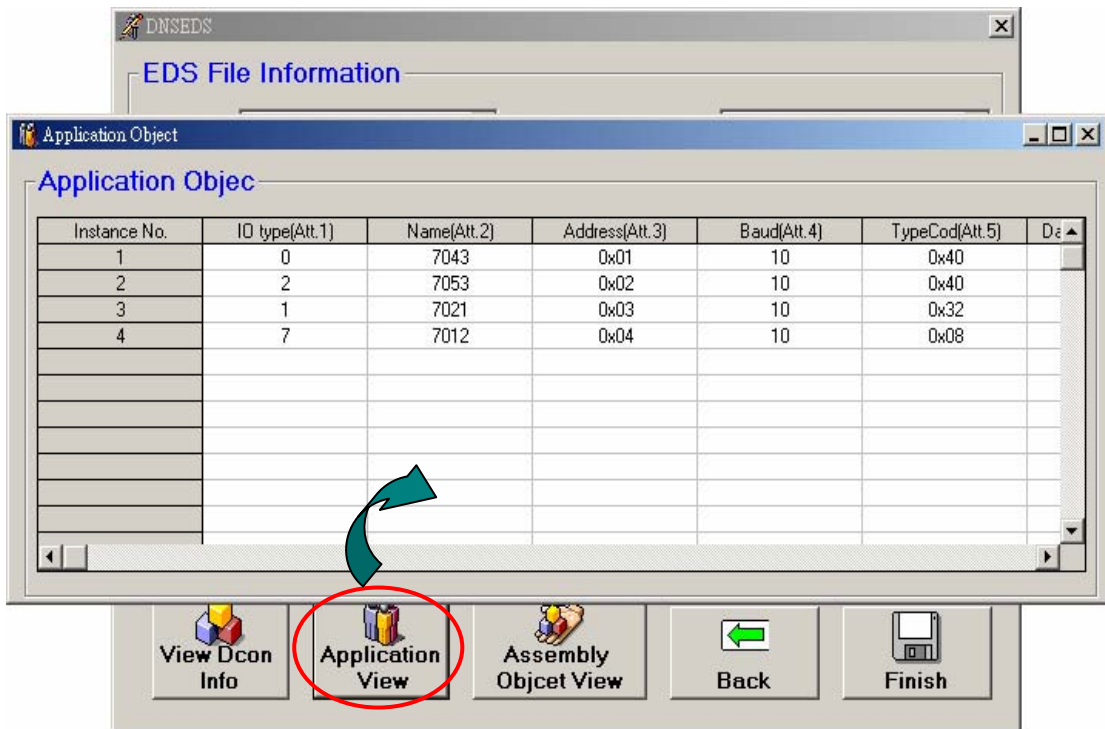 DNSEDS
EDS File Information
Application Object
Application Objec
Instance No. IO type(Att.1) Name(Att.2) Address(Att.3) Baud(Att.4) TypeCod(Att.5)
1 0 7043 0x01 10 0x40
2 2 7053 0x02 10 0x40
3 1 7021 0x03 10 0x32
4 7 7012 0x04 10 0x08
View Dcon Info
Application View
Assembly Objcet View
Back
Finish